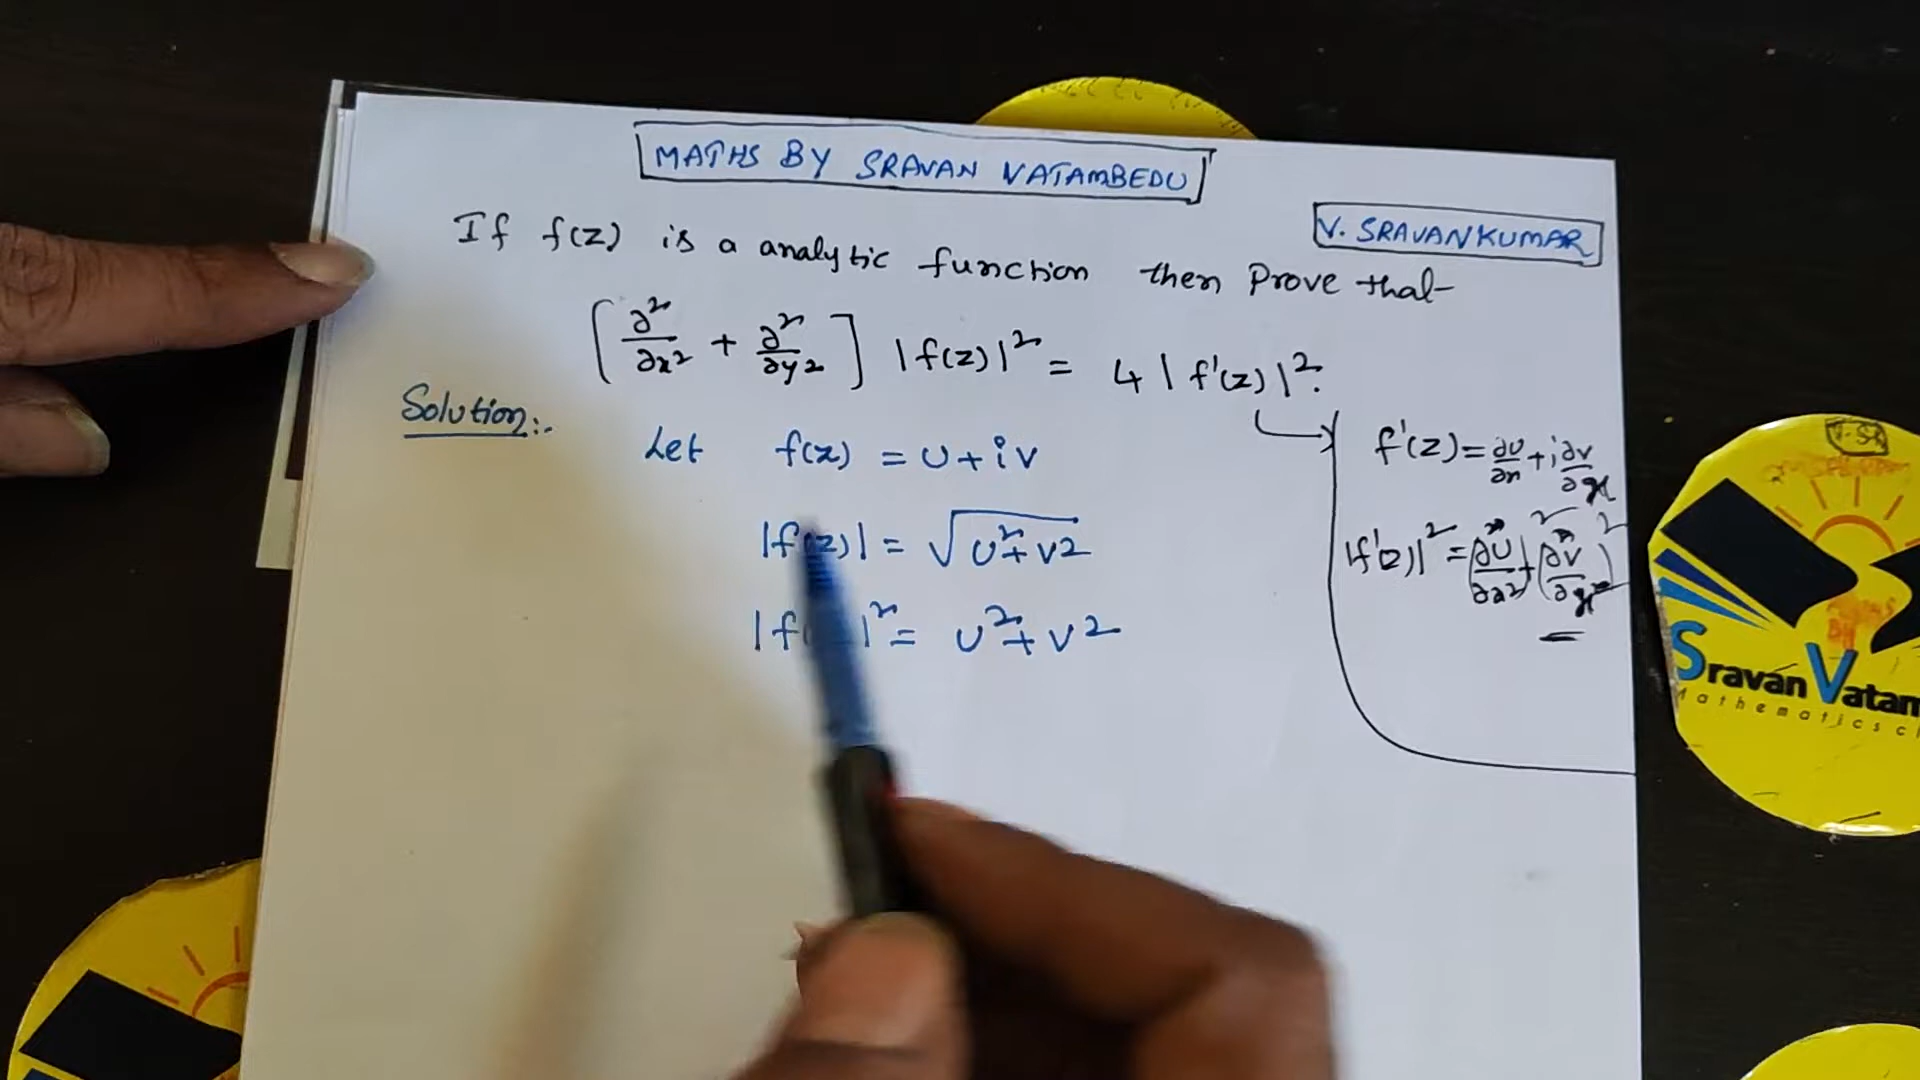 MATHS BY SRAVAN VATAMBEDU
V. SRAVANKUMAR
If f(z) is a analytic function then Prove that
[∂²/∂x² + ∂²/∂y²] |f(z)|² = 4 | f'(z) |².
Solution:.
Let f(z) = u + iv
|f(z)| = √(u² + v²)
|f |² = u² + v²
f'(z) = ∂u/∂x + i ∂v/∂x
|f'(z)|² = (∂u/∂x)² + (∂v/∂x)²
Sravan Vatam
Mathematics c